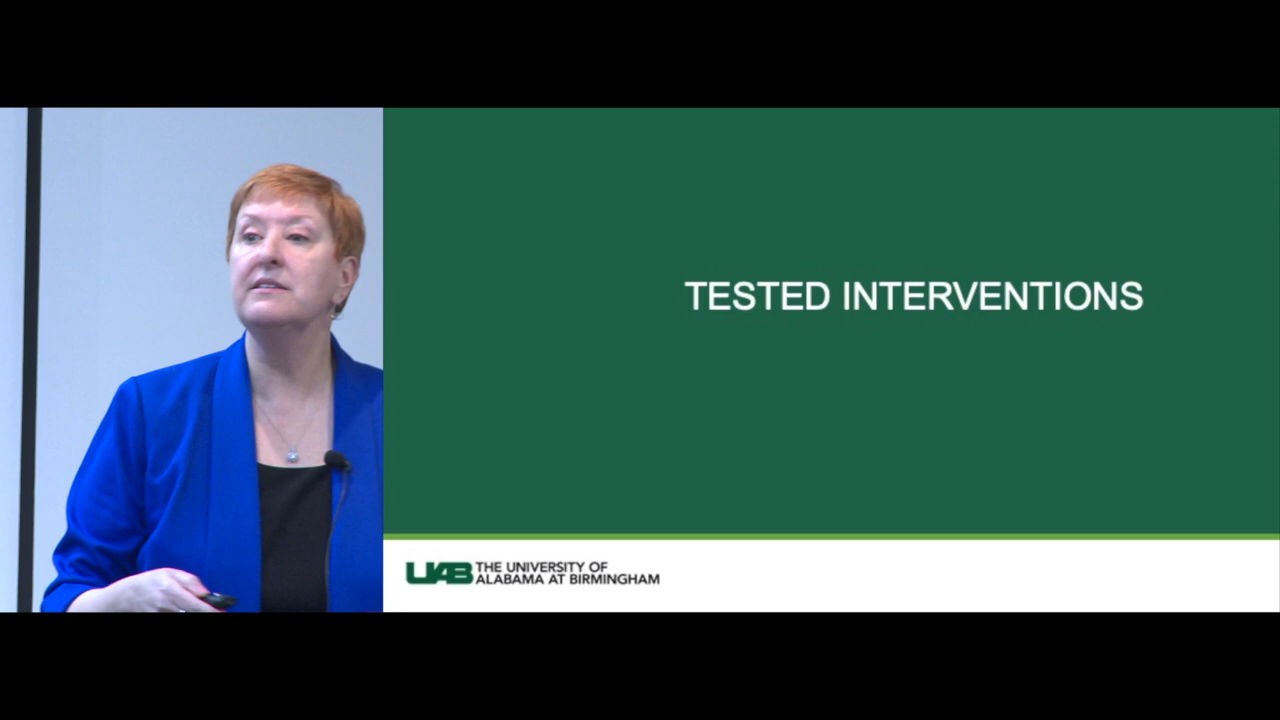 TESTED INTERVENTIONS
UAB THE UNIVERSITY OF
ALABAMA AT BIRMINGHAM